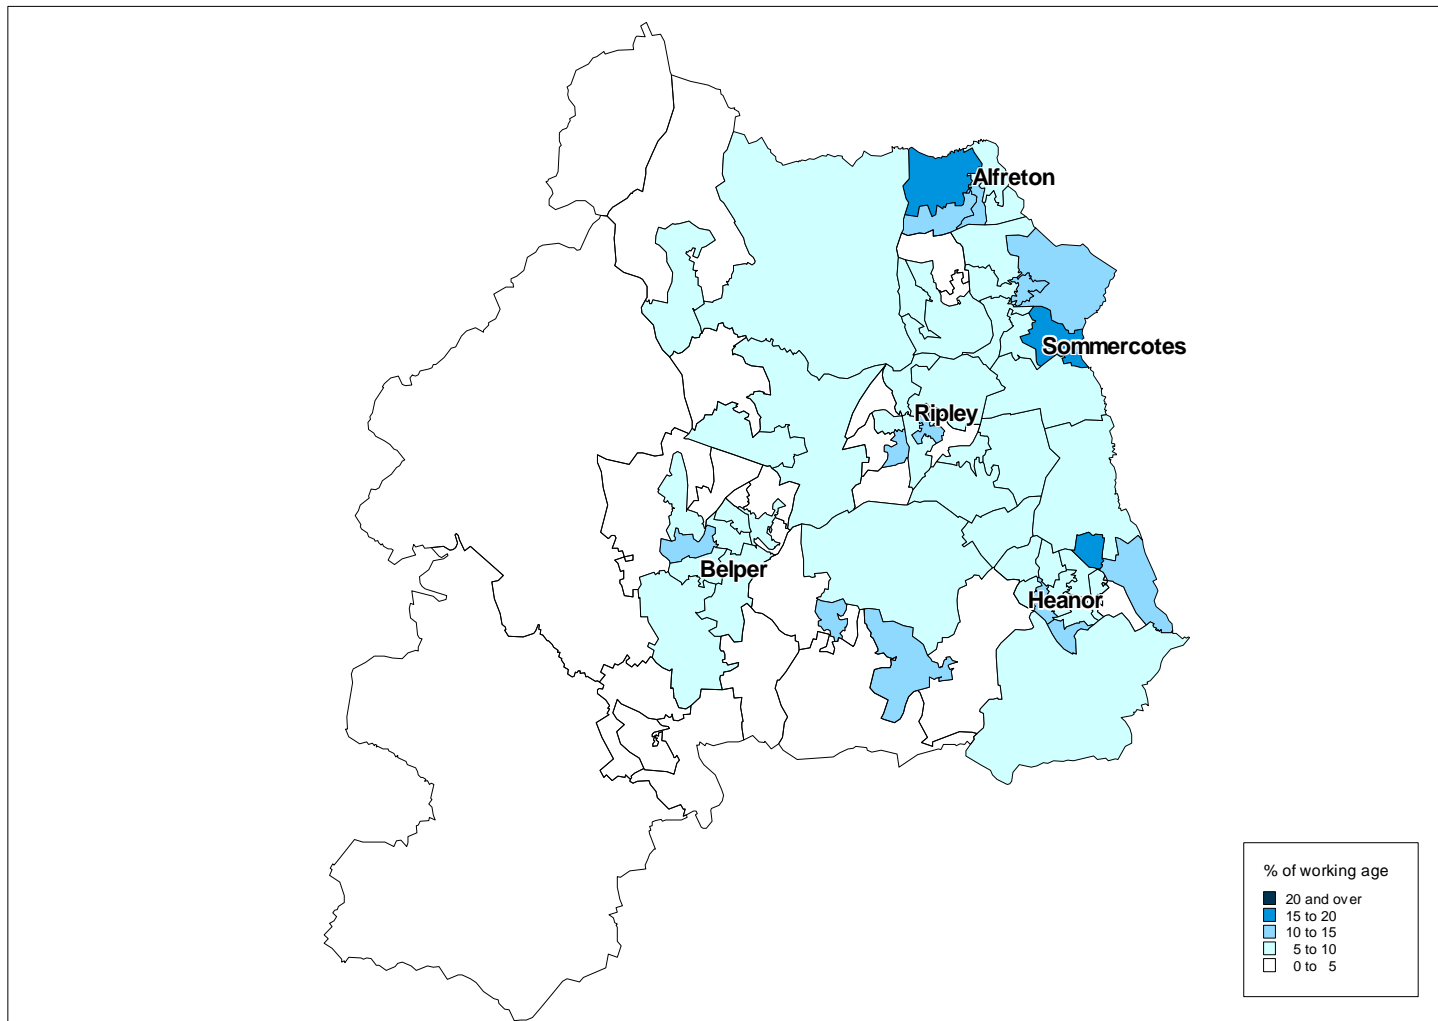 Alfreton
Sommercotes
Ripley
Belper
Heanor
% of working age
20 and over
15 to 20
10 to 15
5 to 10
0 to 5